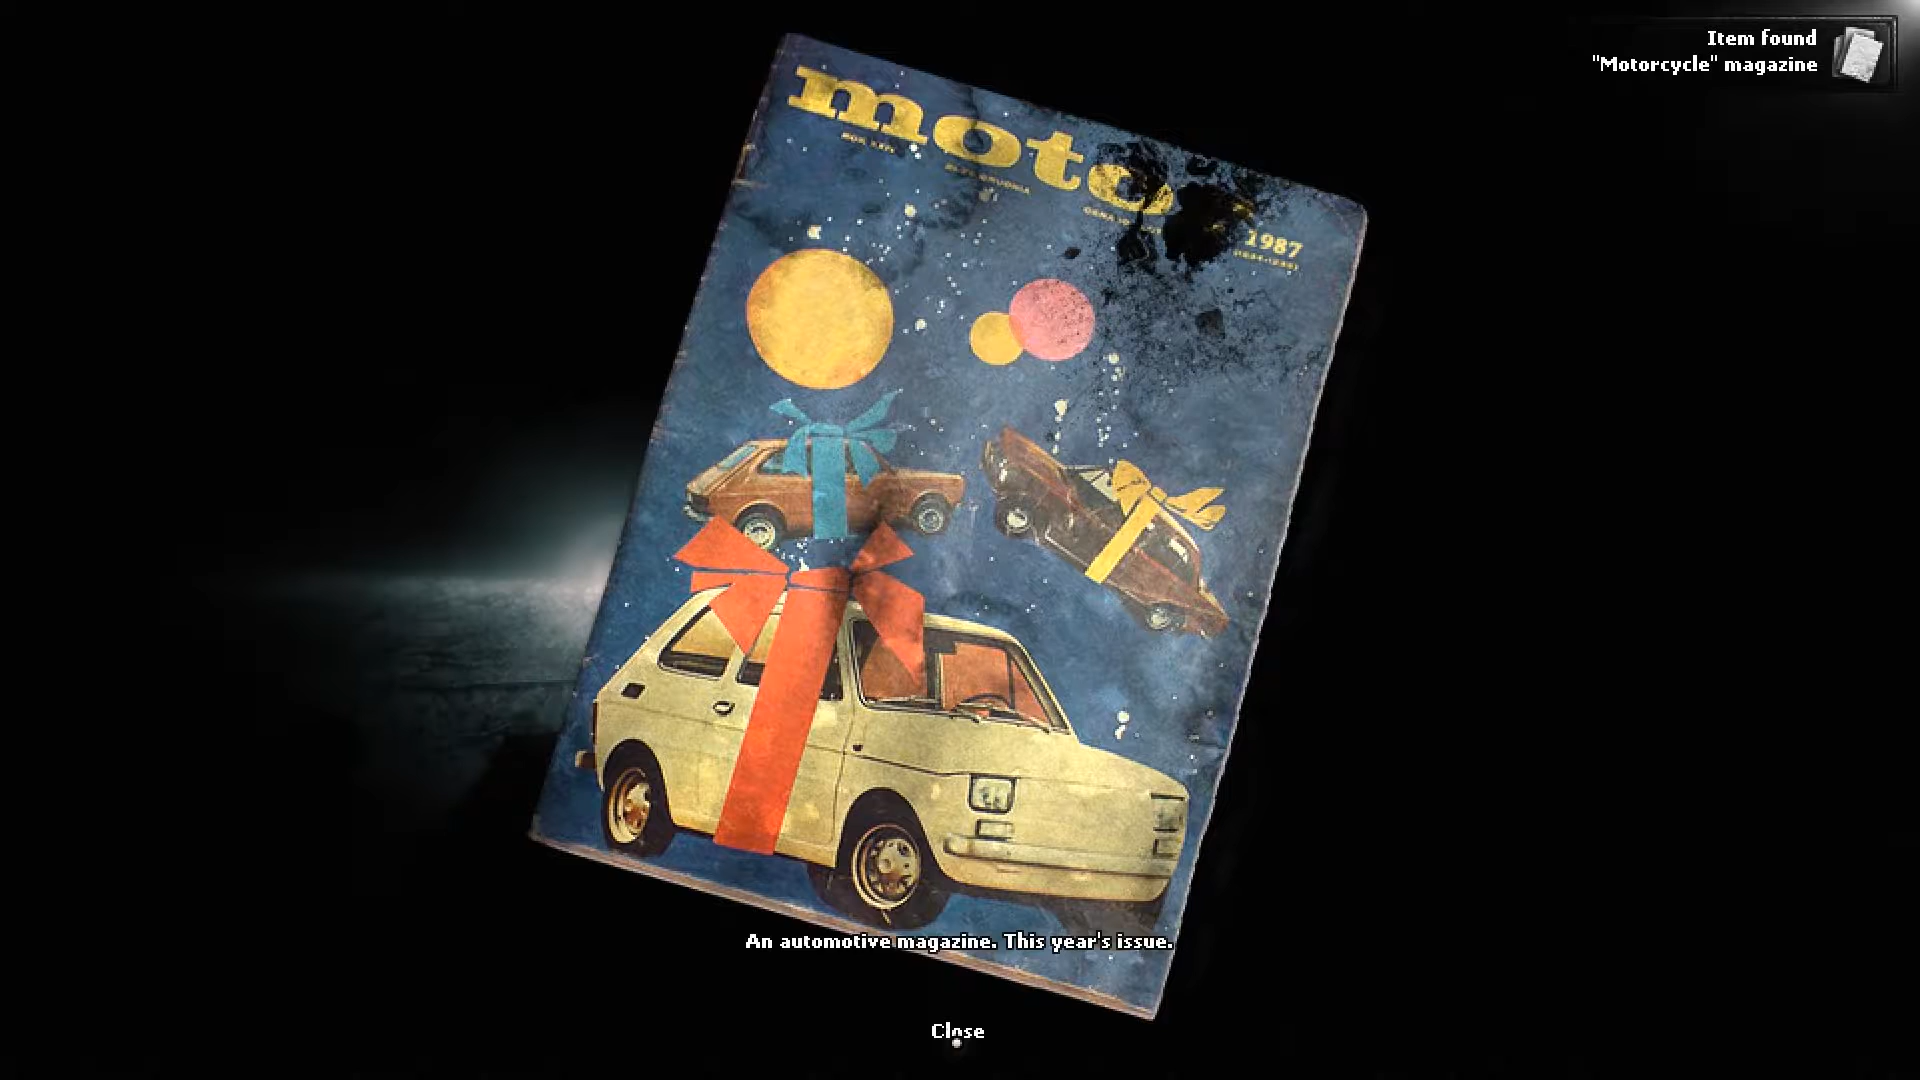 Item found
"Motorcycle" magazine
moto
1987
An automotive magazine. This year's issue.
Close